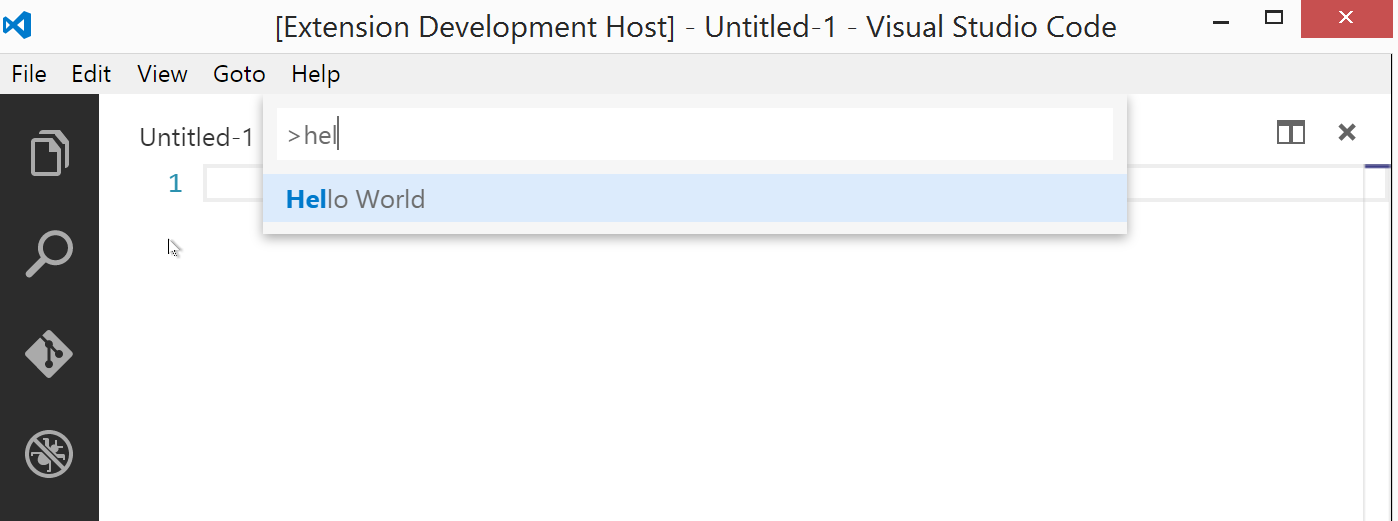 [Extension Development Host] - Untitled-1 - Visual Studio Code
File Edit View Goto Help
Untitled-1
>hel
1
Hello World